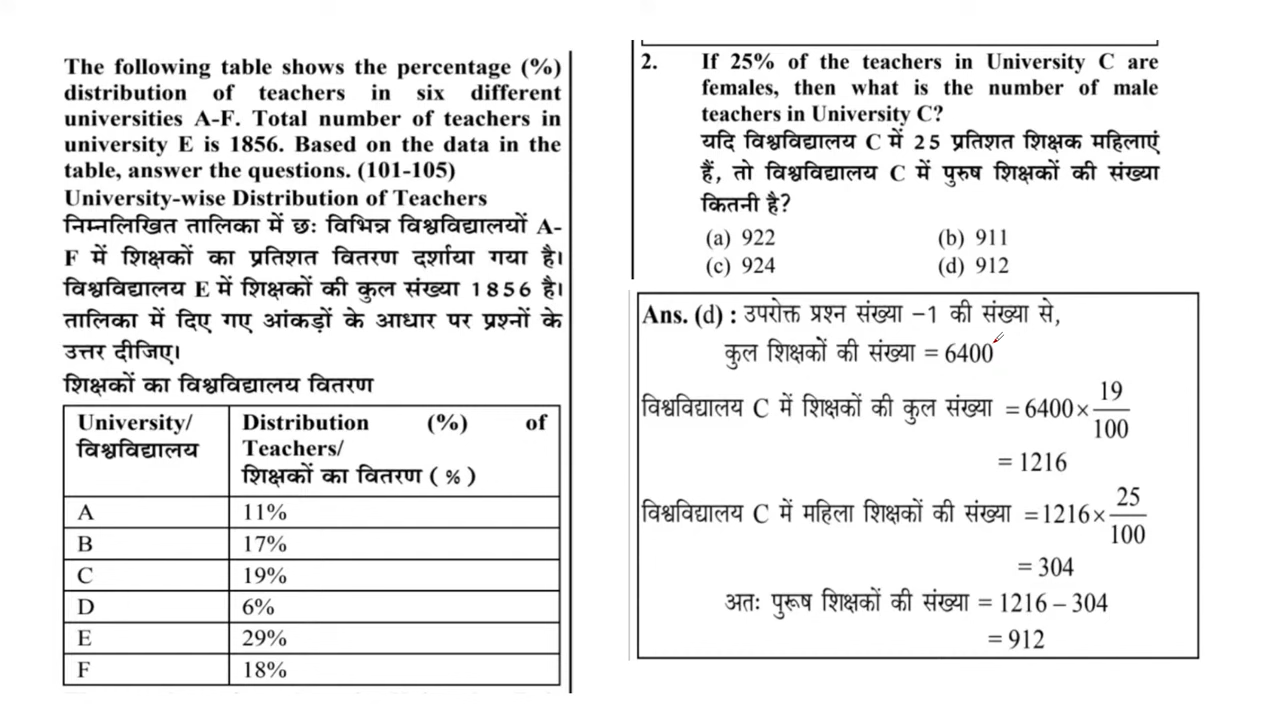 The following table shows the percentage (%)
distribution of teachers in six different
universities A-F. Total number of teachers in
university E is 1856. Based on the data in the
table, answer the questions. (101-105)
University-wise Distribution of Teachers
निम्नलिखित तालिका में छः विभिन्न विश्वविद्यालयों A-
F में शिक्षकों का प्रतिशत वितरण दर्शाया गया है।
विश्वविद्यालय E में शिक्षकों की कुल संख्या 1856 है।
तालिका में दिए गए आंकड़ों के आधार पर प्रश्नों के
उत्तर दीजिए।
शिक्षकों का विश्वविद्यालय वितरण
University/ Distribution (%) of
विश्वविद्यालय Teachers/
शिक्षकों का वितरण ( % )
A 11%
B 17%
C 19%
D 6%
E 29%
F 18%
2. If 25% of the teachers in University C are
females, then what is the number of male
teachers in University C?
यदि विश्वविद्यालय C में 25 प्रतिशत शिक्षक महिलाएं
हैं, तो विश्वविद्यालय C में पुरुष शिक्षकों की संख्या
कितनी है?
(a) 922 (b) 911
(c) 924 (d) 912
Ans. (d) : उपरोक्त प्रश्न संख्या –1 की संख्या से,
कुल शिक्षकों की संख्या = 6400
विश्वविद्यालय C में शिक्षकों की कुल संख्या = 6400 × 19/100
= 1216
विश्वविद्यालय C में महिला शिक्षकों की संख्या = 1216 × 25/100
= 304
अतः पुरूष शिक्षकों की संख्या = 1216 – 304
= 912